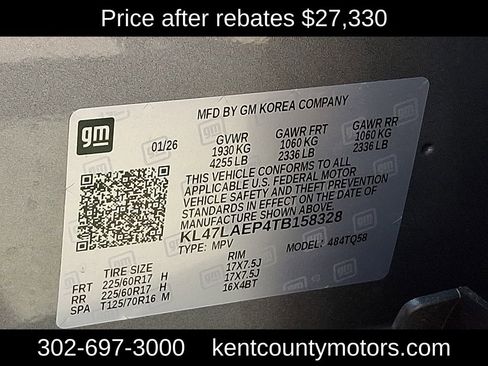 Price after rebates $27,330
MFD BY GM KOREA COMPANY
gm
01/26 GVWR GAWR FRT GAWR RR
1930 KG 1060 KG 1060 KG
4255 LB 2336 LB 2336 LB
THIS VEHICLE CONFORMS TO ALL
APPLICABLE U.S. FEDERAL MOTOR
VEHICLE SAFETY AND THEFT PREVENTION
STANDARDS IN EFFECT ON THE DATE OF
MANUFACTURE SHOWN ABOVE.
KL47LAEP4TB158328
TYPE: MPV MODEL: 484TQ58
TIRE SIZE RIM
FRT 225/60R17 H 17X7.5J
RR 225/60R17 H 17X7.5J
SPA T125/70R16 M 16X4BT
302-697-3000 kentcountymotors.com